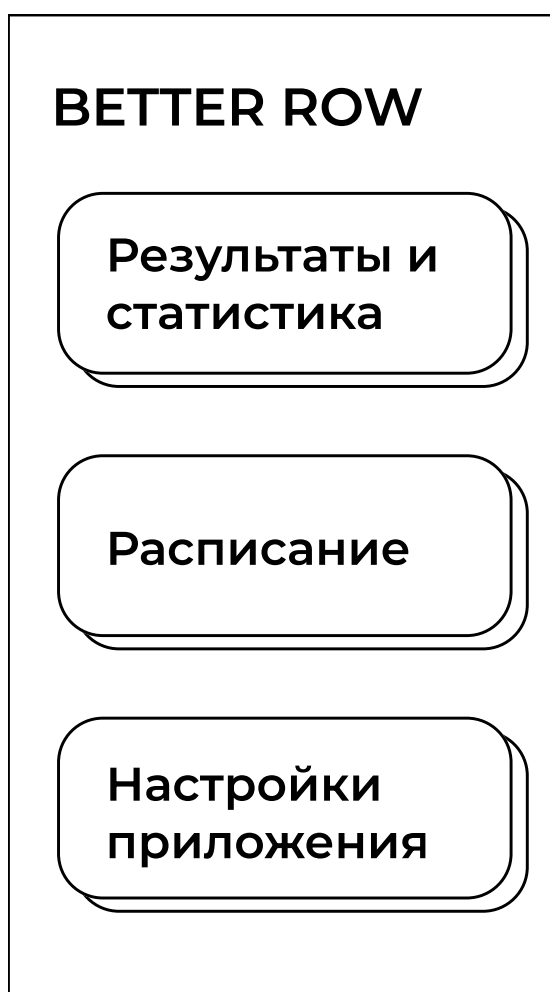 BETTER ROW
Результаты и
статистика
Расписание
Настройки
приложения